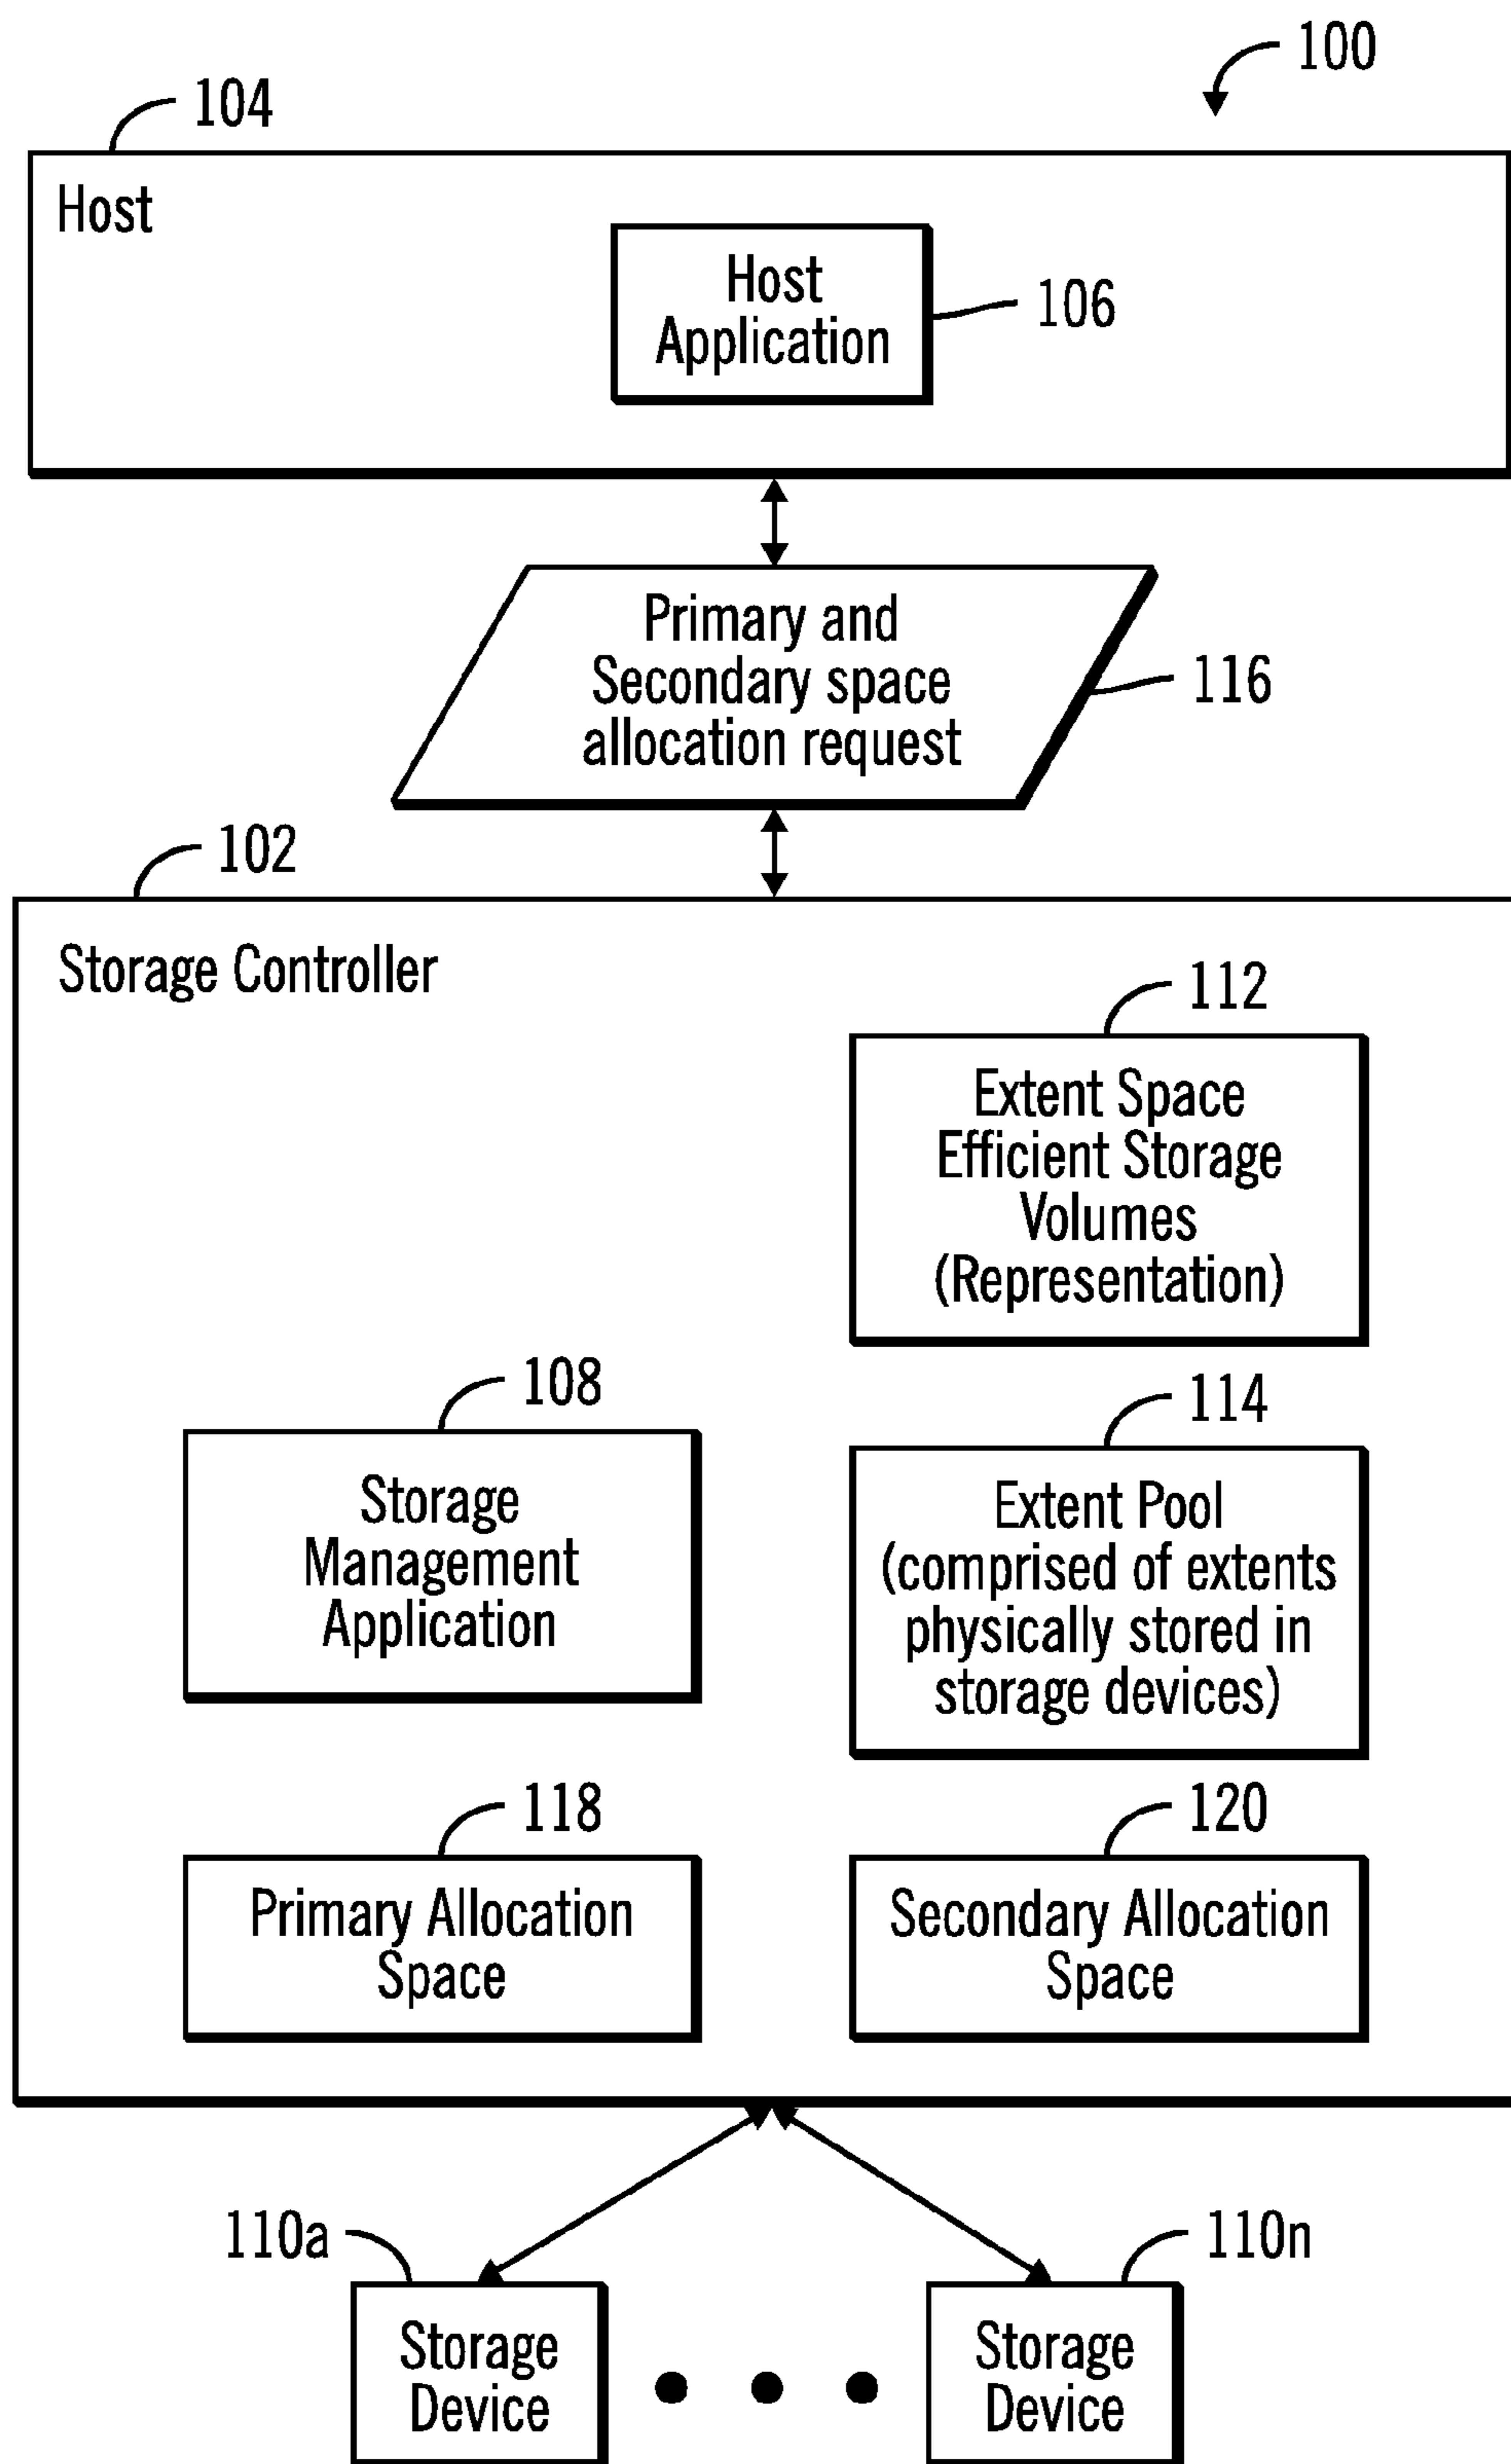 100
104
Host
Host
Application
106
Primary and
Secondary space
allocation request
116
102
Storage Controller
112
Extent Space
Efficient Storage
Volumes
(Representation)
108
Storage
Management
Application
114
Extent Pool
(comprised of extents
physically stored in
storage devices)
118
Primary Allocation
Space
120
Secondary Allocation
Space
110a
Storage
Device
110n
Storage
Device